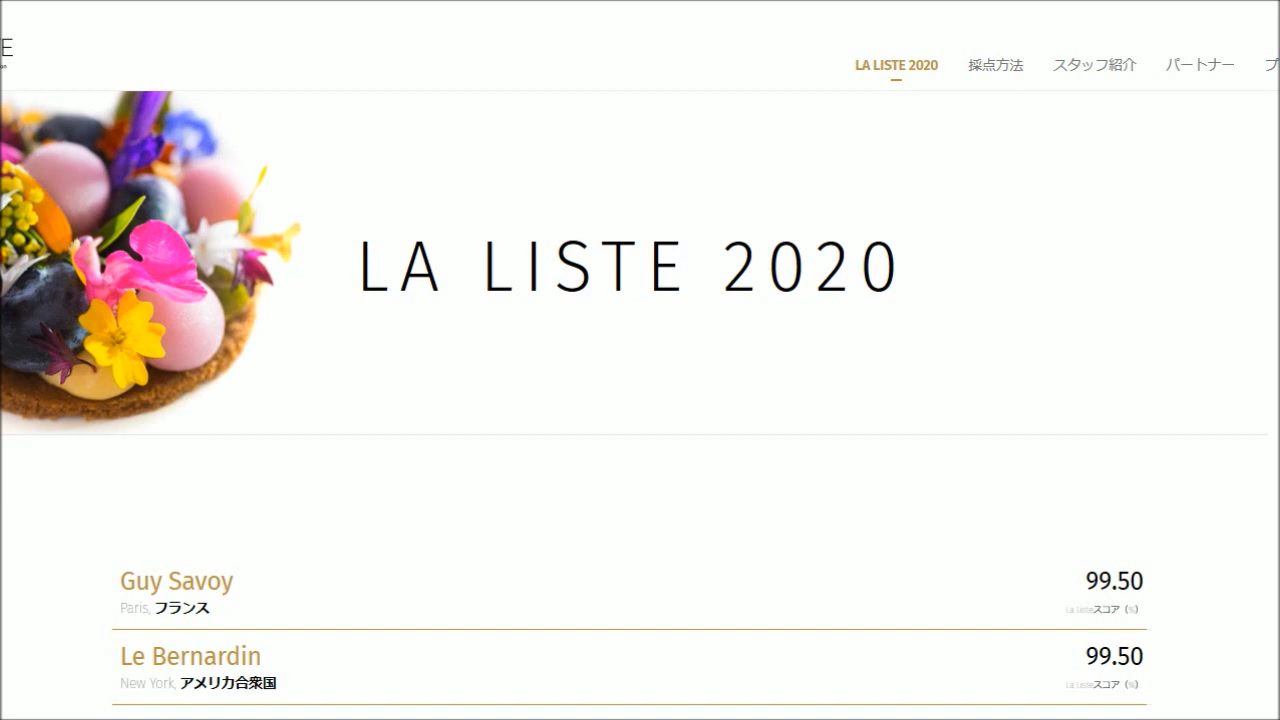 E
LA LISTE 2020 採点方法 スタッフ紹介 パートナー プ
LA LISTE 2020
Guy Savoy 99.50
Paris, フランス La Listeスコア (%)
Le Bernardin 99.50
New York, アメリカ合衆国 La Listeスコア (%)